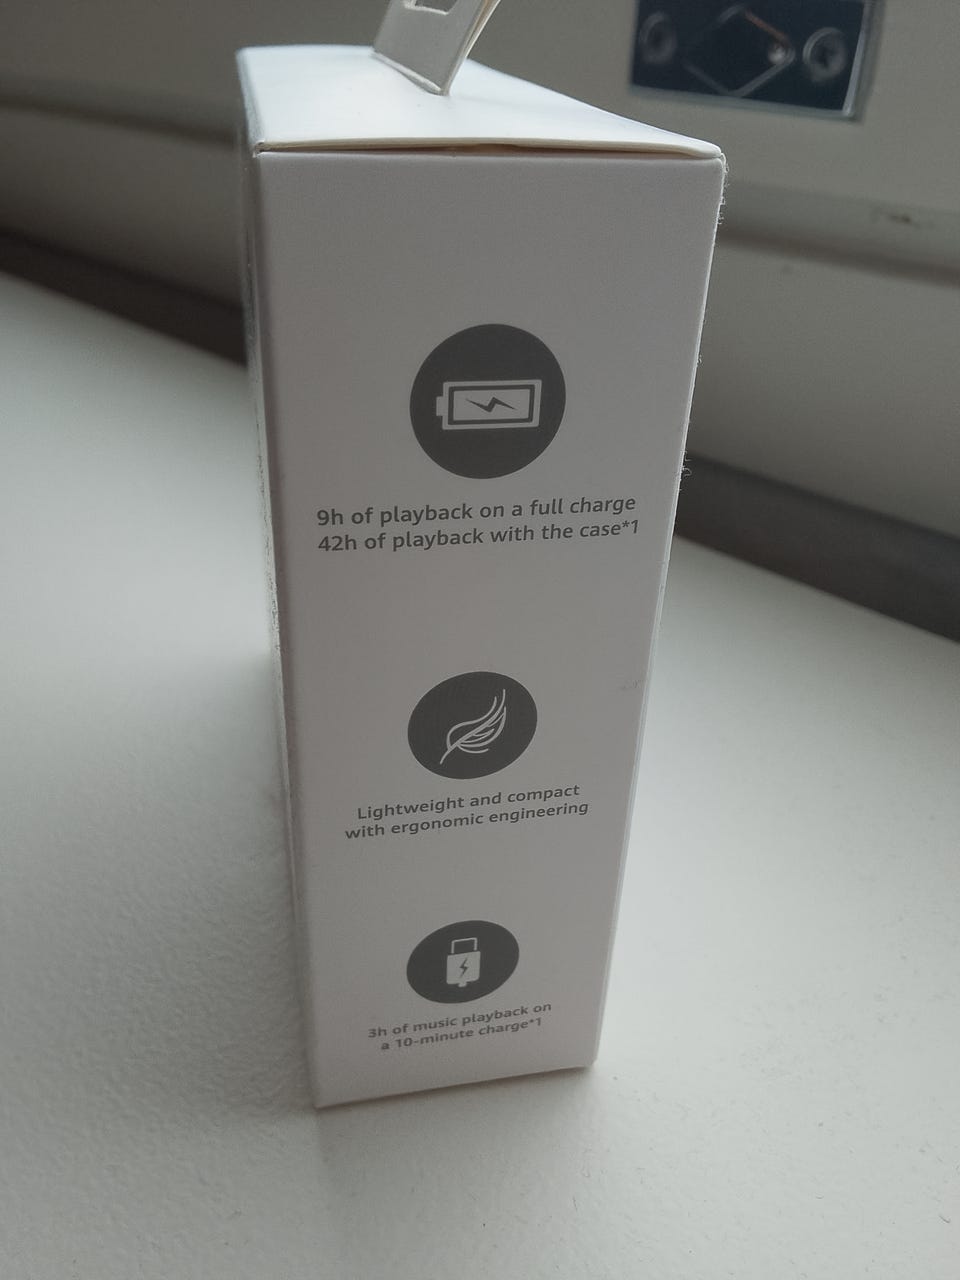 9h of playback on a full charge
42h of playback with the case*1
Lightweight and compact
with ergonomic engineering
3h of music playback on
a 10-minute charge*1